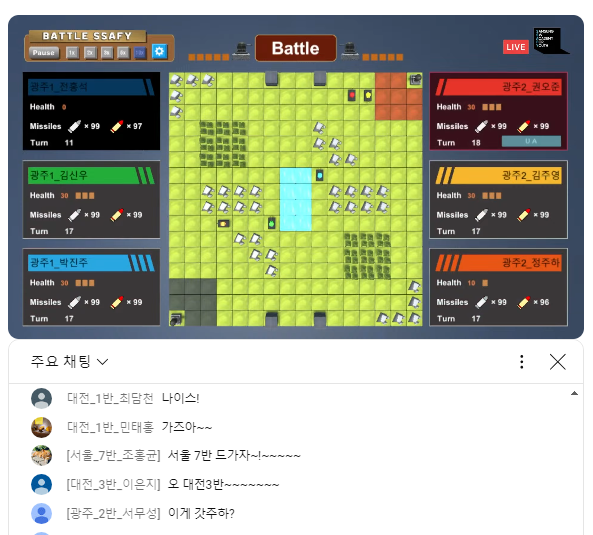 BATTLE SSAFY
Pause
Battle
LIVE
SAMSUNG
SW
ACADEMY
FOR
YOUTH
광주1_전홍석
Health 0
Missiles × 99 × 97
Turn 11
광주1_김신우
Health 30
Missiles × 99 × 99
Turn 17
광주1_박진주
Health 30
Missiles × 99 × 99
Turn 17
광주2_권오준
Health 30
Missiles × 99 × 99
Turn 18
U A
광주2_김주영
Health 30
Missiles × 99 × 99
Turn 17
광주2_정주하
Health 10
Missiles × 99 × 96
Turn 17
주요 채팅
대전_1반_최담천 나이스!
대전_1반_민태홍 가즈아~~
[서울_7반_조홍균] 서울 7반 드가자~!~~~~~
[대전_3반_이은지] 오 대전3반~~~~~~~
[광주_2반_서무성] 이게 갓주하?